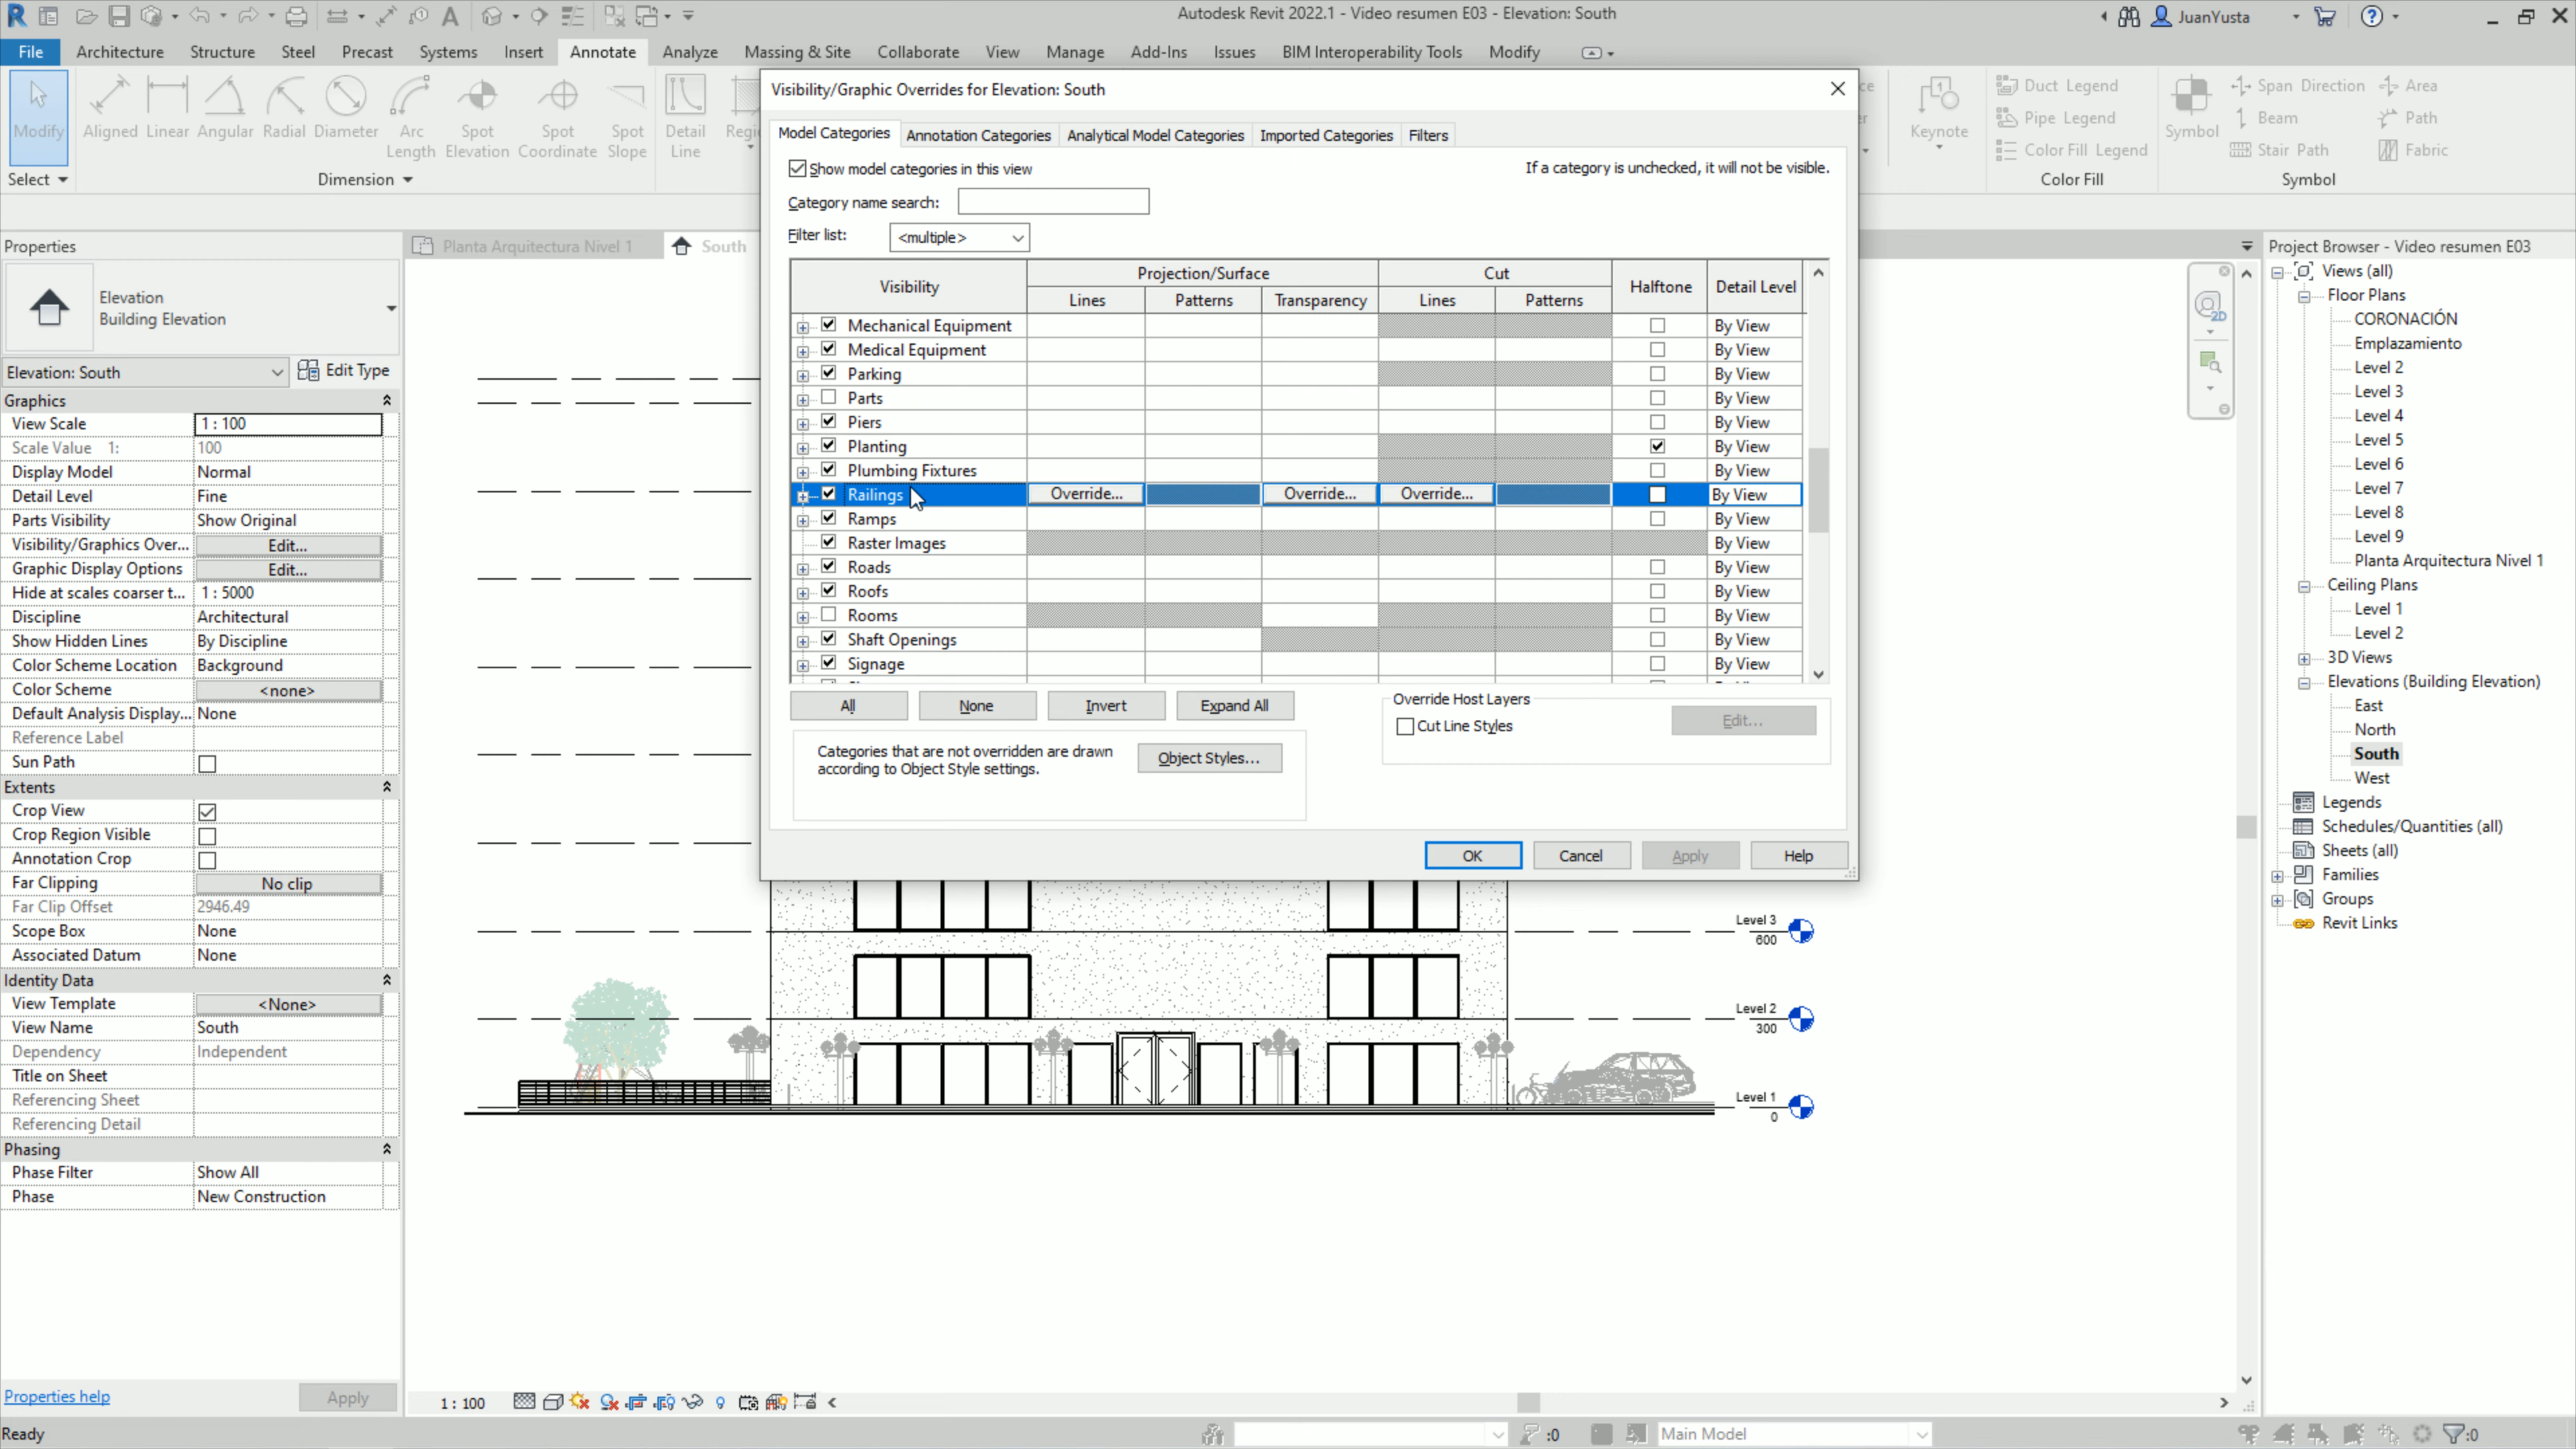 Autodesk Revit 2022.1 - Video resumen E03 - Elevation: South
JuanYusta
File Architecture Structure Steel Precast Systems Insert Annotate Analyze Massing & Site Collaborate View Manage Add-Ins Issues BIM Interoperability Tools Modify
Modify
Aligned
Linear
Angular
Radial
Diameter
Arc Length
Spot Elevation
Spot Coordinate
Spot Slope
Detail Line
Keynote
Duct Legend
Pipe Legend
Color Fill Legend
Symbol
Span Direction
Beam
Stair Path
Area
Path
Fabric
Select
Dimension
Color Fill
Symbol
Properties
Elevation
Building Elevation
Elevation: South
Edit Type
Graphics
View Scale 1 : 100
Scale Value 1: 100
Display Model Normal
Detail Level Fine
Parts Visibility Show Original
Visibility/Graphics Over... Edit...
Graphic Display Options Edit...
Hide at scales coarser t... 1 : 5000
Discipline Architectural
Show Hidden Lines By Discipline
Color Scheme Location Background
Color Scheme <none>
Default Analysis Display... None
Reference Label
Sun Path
Extents
Crop View
Crop Region Visible
Annotation Crop
Far Clipping No clip
Far Clip Offset 2946.49
Scope Box None
Associated Datum None
Identity Data
View Template <None>
View Name South
Dependency Independent
Title on Sheet
Referencing Sheet
Referencing Detail
Phasing
Phase Filter Show All
Phase New Construction
Properties help
Apply
Planta Arquitectura Nivel 1
South
Visibility/Graphic Overrides for Elevation: South
Model Categories Annotation Categories Analytical Model Categories Imported Categories Filters
Show model categories in this view
If a category is unchecked, it will not be visible.
Category name search:
Filter list: <multiple>
Visibility Projection/Surface Cut Halftone Detail Level
Lines Patterns Transparency Lines Patterns
Mechanical Equipment By View
Medical Equipment By View
Parking By View
Parts By View
Piers By View
Planting By View
Plumbing Fixtures By View
Railings Override... Override... Override... By View
Ramps By View
Raster Images By View
Roads By View
Roofs By View
Rooms By View
Shaft Openings By View
Signage By View
All None Invert Expand All
Override Host Layers
Cut Line Styles
Edit...
Categories that are not overridden are drawn
according to Object Style settings.
Object Styles...
OK Cancel Apply Help
Level 3
600
Level 2
300
Level 1
0
2D
Project Browser - Video resumen E03
Views (all)
Floor Plans
CORONACIÓN
Emplazamiento
Level 2
Level 3
Level 4
Level 5
Level 6
Level 7
Level 8
Level 9
Planta Arquitectura Nivel 1
Ceiling Plans
Level 1
Level 2
3D Views
Elevations (Building Elevation)
East
North
South
West
Legends
Schedules/Quantities (all)
Sheets (all)
Families
Groups
Revit Links
1 : 100
Ready
:0
Main Model
:0